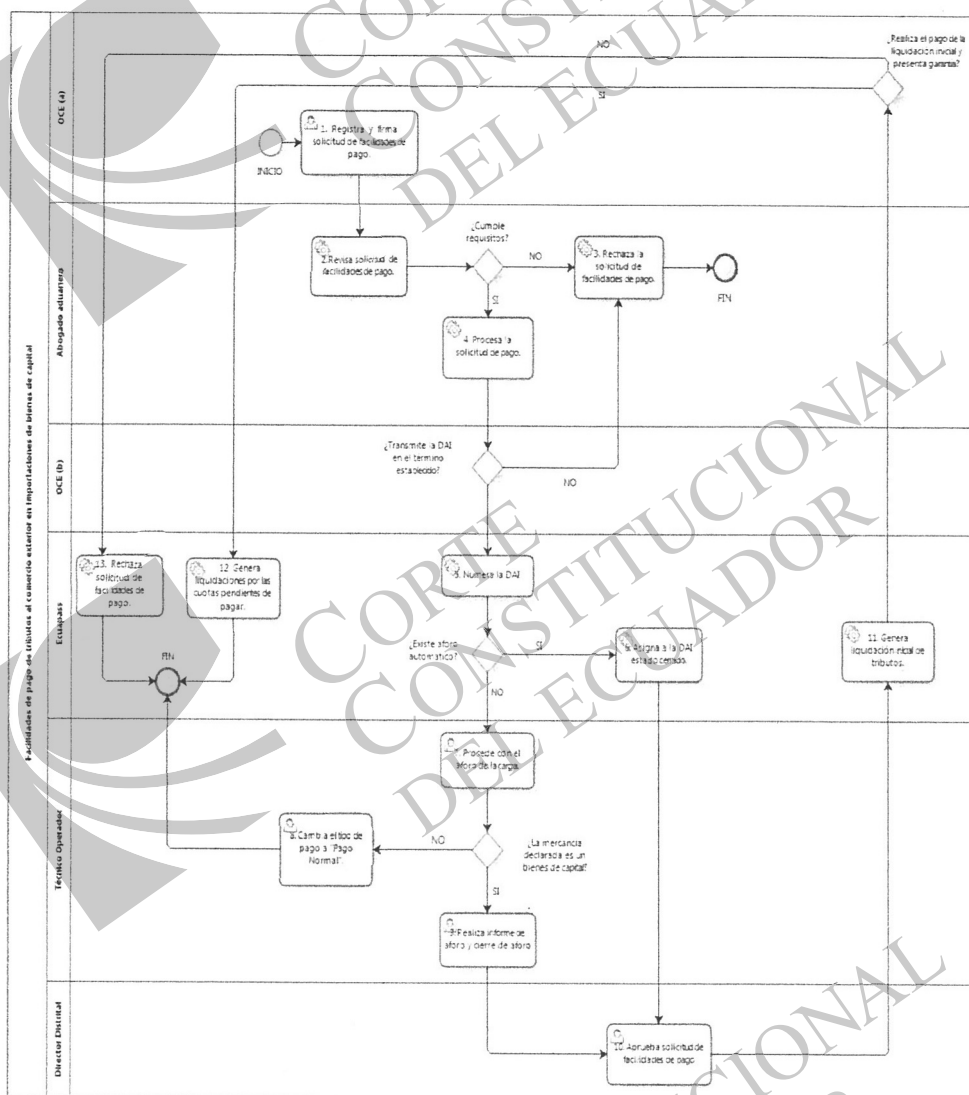 Facilidades de pago de tributos al comercio exterior en importaciones de bienes de capital
OCE (a)
¿Realiza el pago de la
liquidación inicial y
presenta garantía?
NO
SI
INICIO
1. Registra y firma
solicitud de facilidades de
pago.
Abogado aduanero
2. Revisa solicitud de
facilidades de pago.
¿Cumple
requisitos?
NO
SI
3. Rechaza la
solicitud de
facilidades de pago.
FIN
4. Procesa la
solicitud de pago.
OCE (b)
¿Transmite la DAI
en el termino
establecido?
NO
Ecuapass
13. Rechaza
solicitud de
facilidades de
pago.
12. Genera
liquidaciones por las
cuotas pendientes de
pagar.
FIN
5. Numera la DAI
¿Existe aforo
automático?
SI
NO
6. Asigna a la DAI
estado cerrado.
11. Genera
liquidación inicial de
tributos.
Técnico Operador
7. Procede con el
aforo de la carga.
¿La mercancia
declarada es un
bienes de capital?
NO
SI
8. Cambia el tipo de
pago a "Pago
Normal".
9. Realiza informe de
aforo y cierre de aforo
Director Distrital
10. Aprueba solicitud de
facilidades de pago
CORTE
CONSTITUCIONAL
DEL ECUADOR